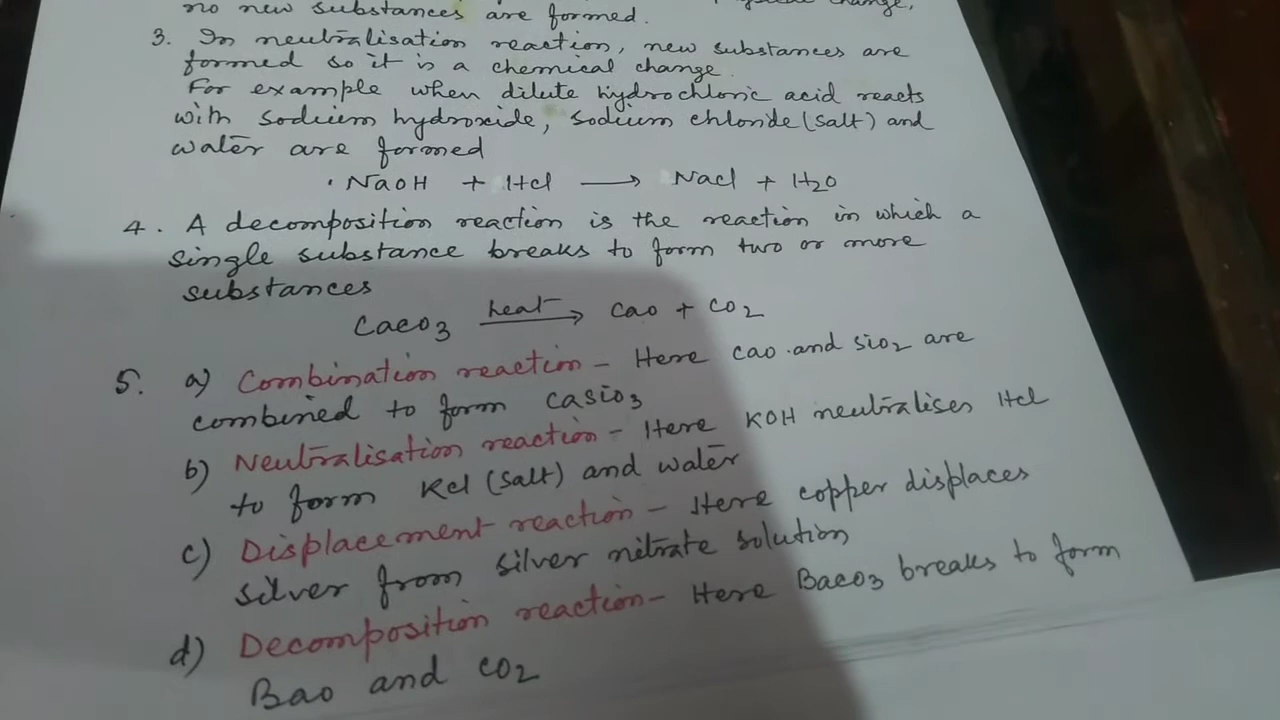 no new substances are formed. change,
3. In neutralisation reaction, new substances are
formed so it is a chemical change.
For example when dilute hydrochloric acid reacts
with sodium hydroxide, sodium chloride (salt) and
water are formed
NaOH + Hcl → Nacl + H₂O
4. A decomposition reaction is the reaction in which a
single substance breaks to form two or more
substances
Caco₃ heat → cao + CO₂
5. a) Combination reaction - Here cao and sio₂ are
combined to form casio₃
b) Neutralisation reaction - Here KOH neutralises Hcl
to form Kcl (salt) and water
c) Displacement reaction - Here copper displaces
silver from silver nitrate solution
d) Decomposition reaction - Here Baco₃ breaks to form
Bao and co₂